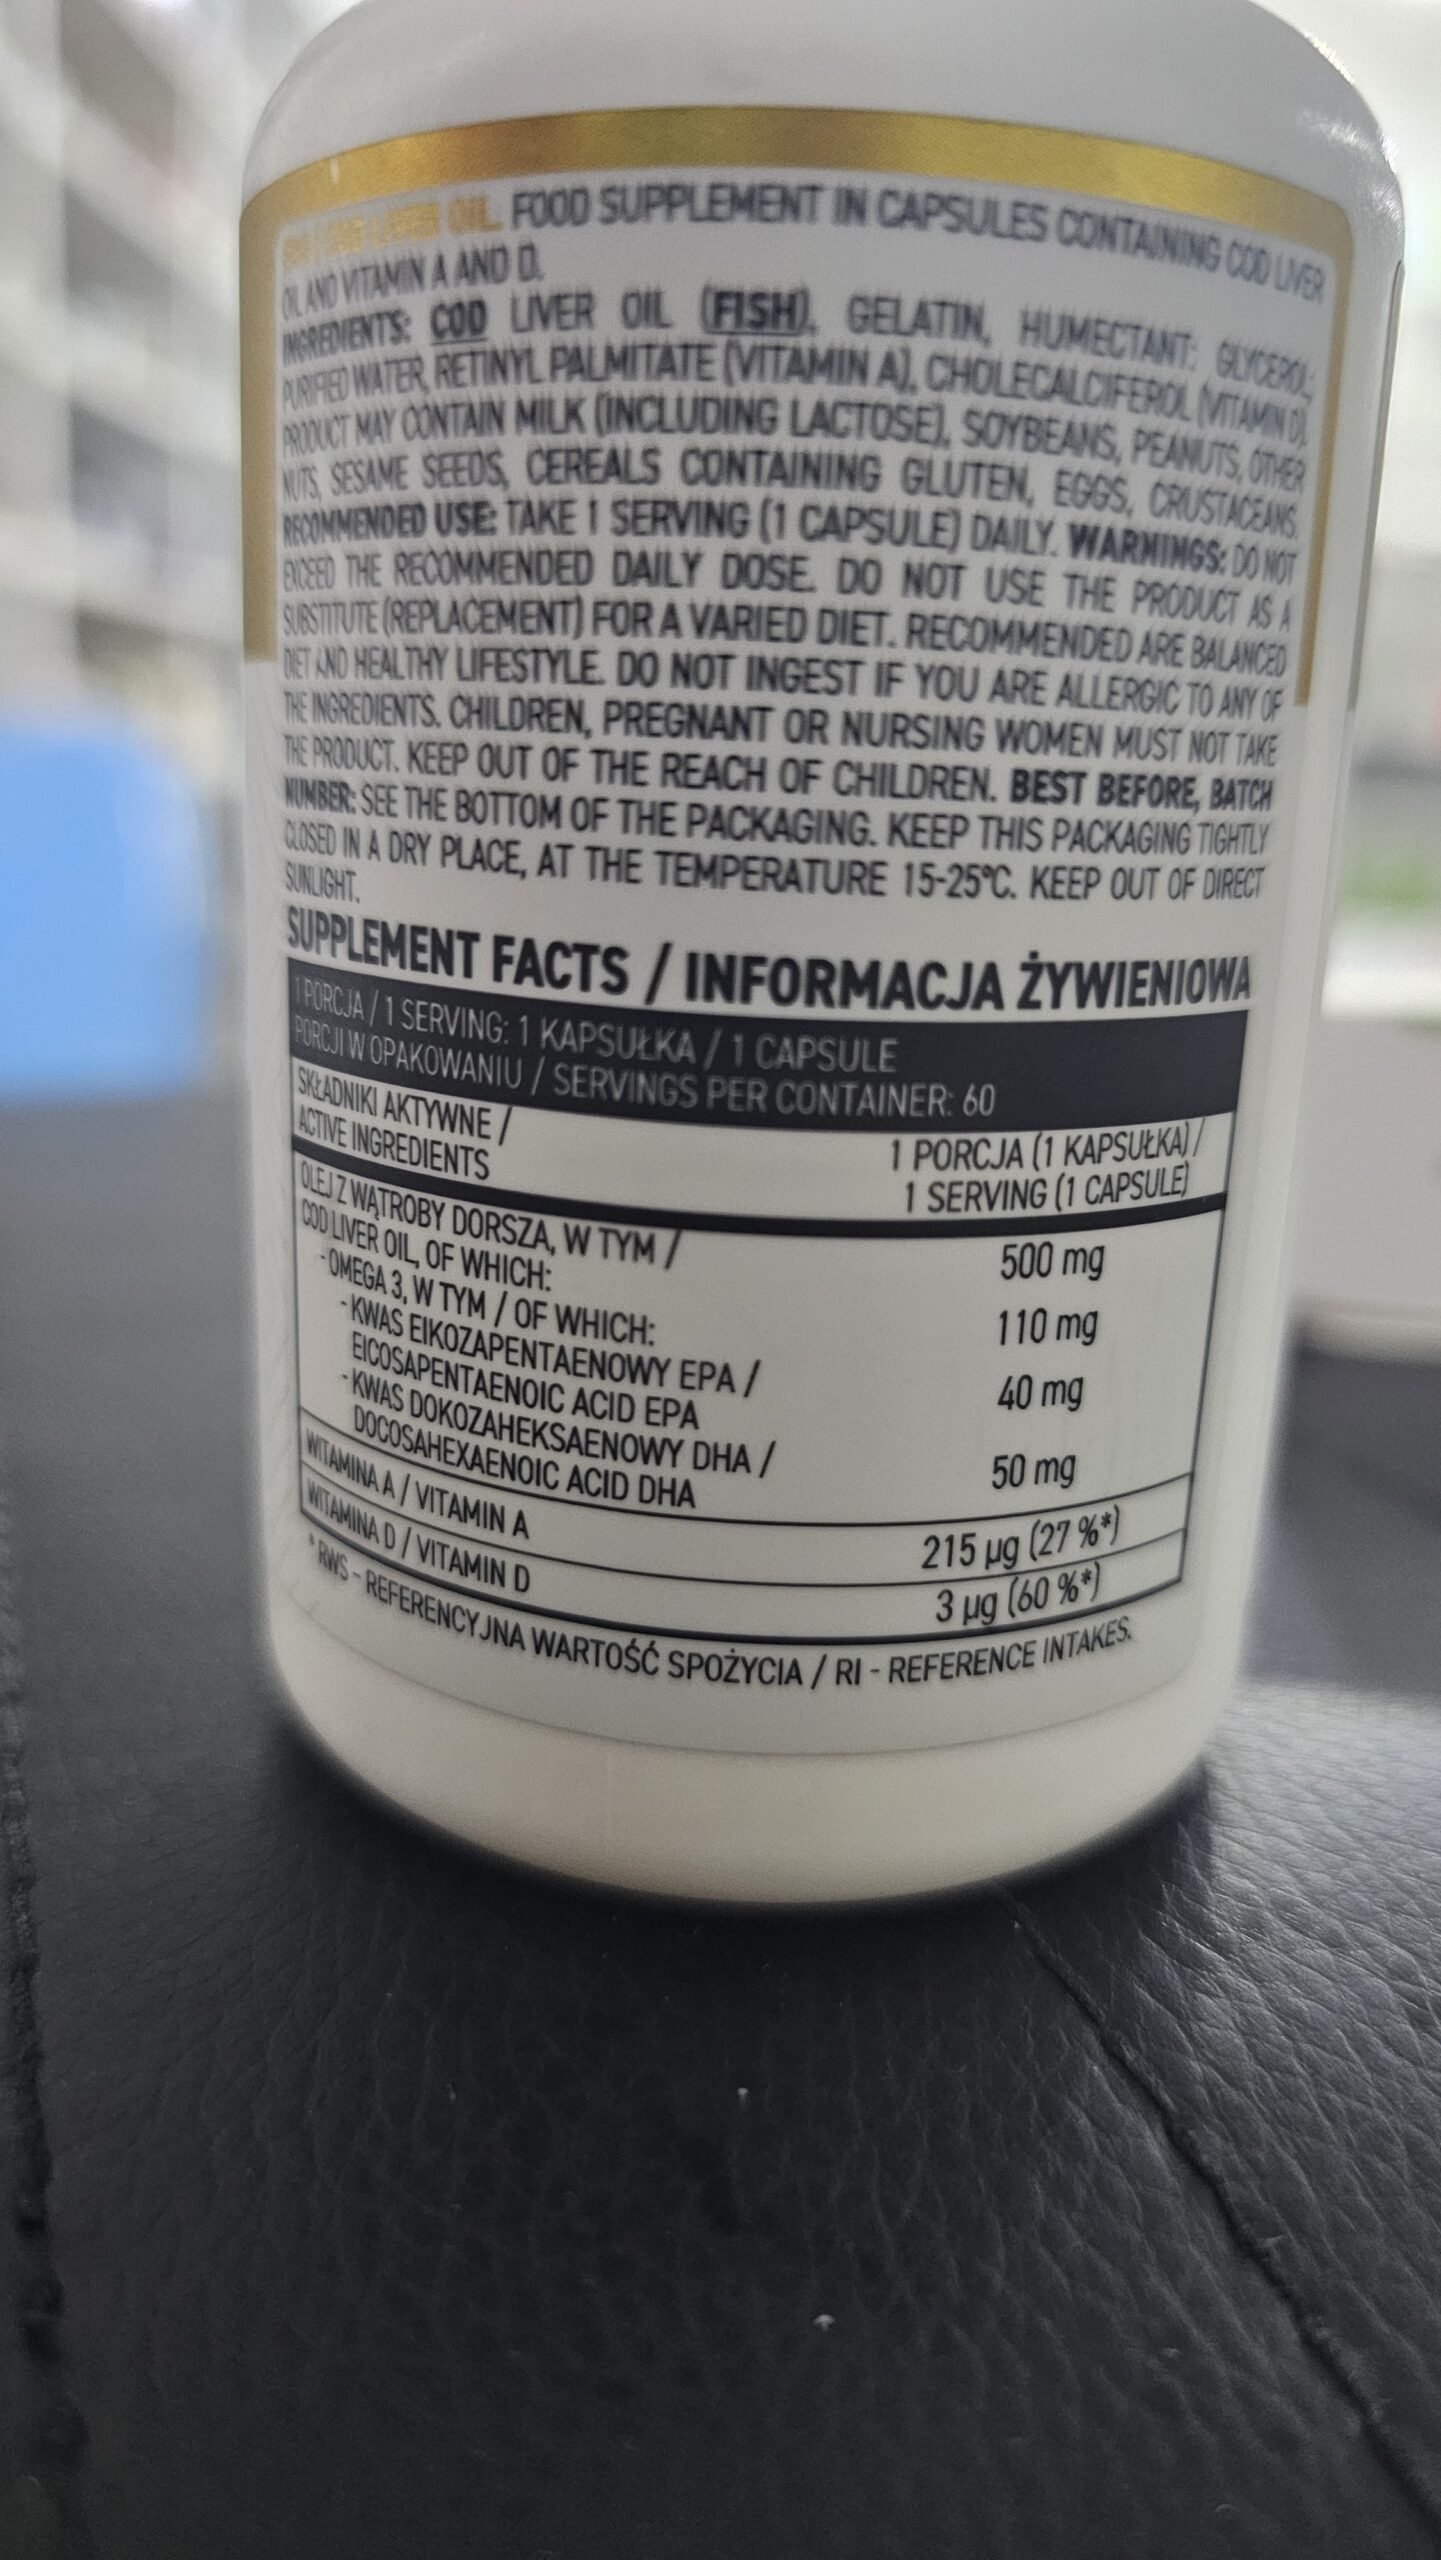 COD LIVER OIL. FOOD SUPPLEMENT IN CAPSULES CONTAINING COD LIVER
OIL AND VITAMIN A AND D.
INGREDIENTS: COD LIVER OIL (FISH), GELATIN, HUMECTANT: GLYCEROL;
PURIFIED WATER, RETINYL PALMITATE (VITAMIN A), CHOLECALCIFEROL (VITAMIN D).
PRODUCT MAY CONTAIN MILK (INCLUDING LACTOSE), SOYBEANS, PEANUTS, OTHER
NUTS, SESAME SEEDS, CEREALS CONTAINING GLUTEN, EGGS, CRUSTACEANS.
RECOMMENDED USE: TAKE 1 SERVING (1 CAPSULE) DAILY. WARNINGS: DO NOT
EXCEED THE RECOMMENDED DAILY DOSE. DO NOT USE THE PRODUCT AS A
SUBSTITUTE (REPLACEMENT) FOR A VARIED DIET. RECOMMENDED ARE BALANCED
DIET AND HEALTHY LIFESTYLE. DO NOT INGEST IF YOU ARE ALLERGIC TO ANY OF
THE INGREDIENTS. CHILDREN, PREGNANT OR NURSING WOMEN MUST NOT TAKE
THE PRODUCT. KEEP OUT OF THE REACH OF CHILDREN. BEST BEFORE, BATCH
NUMBER: SEE THE BOTTOM OF THE PACKAGING. KEEP THIS PACKAGING TIGHTLY
CLOSED IN A DRY PLACE, AT THE TEMPERATURE 15-25°C. KEEP OUT OF DIRECT
SUNLIGHT.
SUPPLEMENT FACTS / INFORMACJA ŻYWIENIOWA
1 PORCJA / 1 SERVING: 1 KAPSUŁKA / 1 CAPSULE
PORCJI W OPAKOWANIU / SERVINGS PER CONTAINER: 60
SKŁADNIKI AKTYWNE /
ACTIVE INGREDIENTS
1 PORCJA (1 KAPSUŁKA) /
1 SERVING (1 CAPSULE)
OLEJ Z WĄTROBY DORSZA, W TYM /
COD LIVER OIL, OF WHICH: 500 mg
- OMEGA 3, W TYM / OF WHICH: 110 mg
- KWAS EIKOZAPENTAENOWY EPA /
EICOSAPENTAENOIC ACID EPA 40 mg
- KWAS DOKOZAHEKSAENOWY DHA /
DOCOSAHEXAENOIC ACID DHA 50 mg
WITAMINA A / VITAMIN A 215 µg (27 %*)
WITAMINA D / VITAMIN D 3 µg (60 %*)
* RWS - REFERENCYJNA WARTOŚĆ SPOŻYCIA / RI - REFERENCE INTAKES.